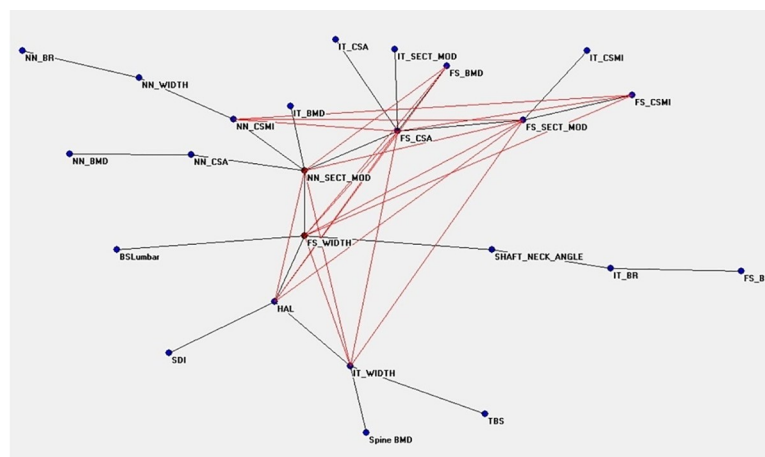 IT_CSA
IT_SECT_MOD
IT_CSMI
NN_BR
FS_BMD
NN_WIDTH
FS_CSMI
IT_BMD
NN_CSMI
FS_SECT_MOD
FS_CSA
NN_BMD
NN_CSA
NN_SECT_MOD
FS_WIDTH
BSLumbar
SHAFT_NECK_ANGLE
IT_BR
FS_B
HAL
SDI
IT_WIDTH
TBS
Spine BMD